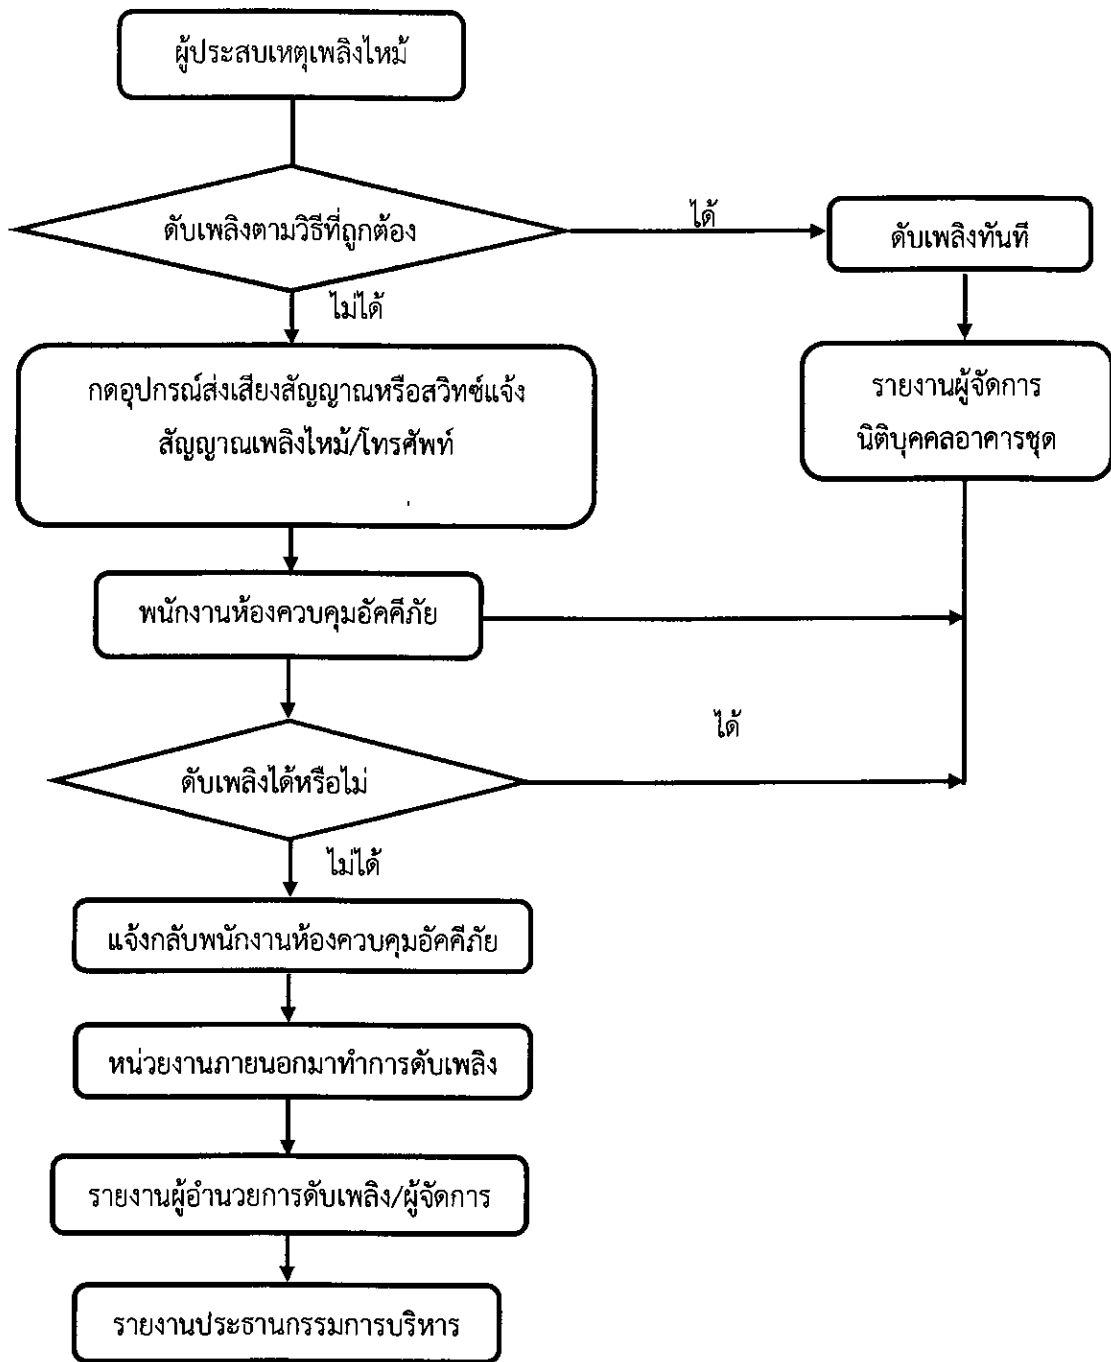 ผู้ประสบเหตุเพลิงไหม้
ดับเพลิงตามวิธีที่ถูกต้อง
ได้
ดับเพลิงทันที
ไม่ได้
กดอุปกรณ์ส่งเสียงสัญญาณหรือสวิทซ์แจ้ง
สัญญาณเพลิงไหม้/โทรศัพท์
รายงานผู้จัดการ
นิติบุคคลอาคารชุด
พนักงานห้องควบคุมอัคคีภัย
ได้
ดับเพลิงได้หรือไม่
ไม่ได้
แจ้งกลับพนักงานห้องควบคุมอัคคีภัย
หน่วยงานภายนอกมาทำการดับเพลิง
รายงานผู้อำนวยการดับเพลิง/ผู้จัดการ
รายงานประธานกรรมการบริหาร